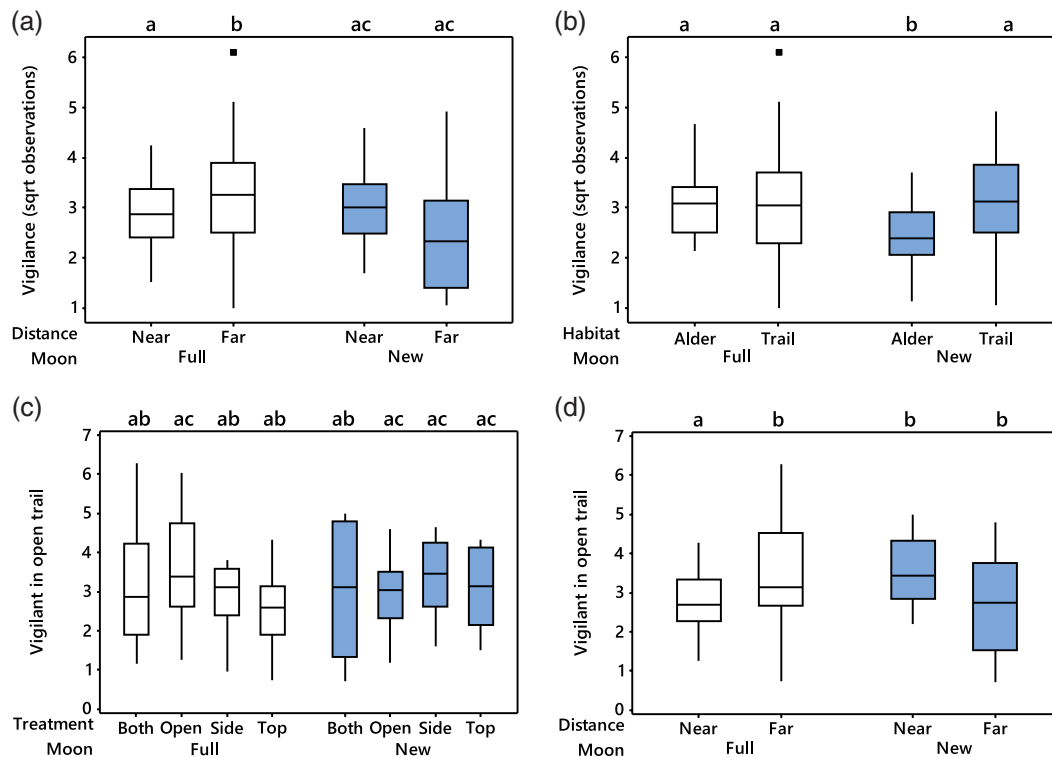 (a)
a b ac ac
Vigilance (sqrt observations)
6
5
4
3
2
1
Distance Near Far Near Far
Moon Full New
(b)
a a b a
Vigilance (sqrt observations)
6
5
4
3
2
1
Habitat Alder Trail Alder Trail
Moon Full New
(c)
ab ac ab ab ab ac ac ac
Vigilant in open trail
7
6
5
4
3
2
1
0
Treatment Both Open Side Top Both Open Side Top
Moon Full New
(d)
a b b b
Vigilant in open trail
7
6
5
4
3
2
1
0
Distance Near Far Near Far
Moon Full New